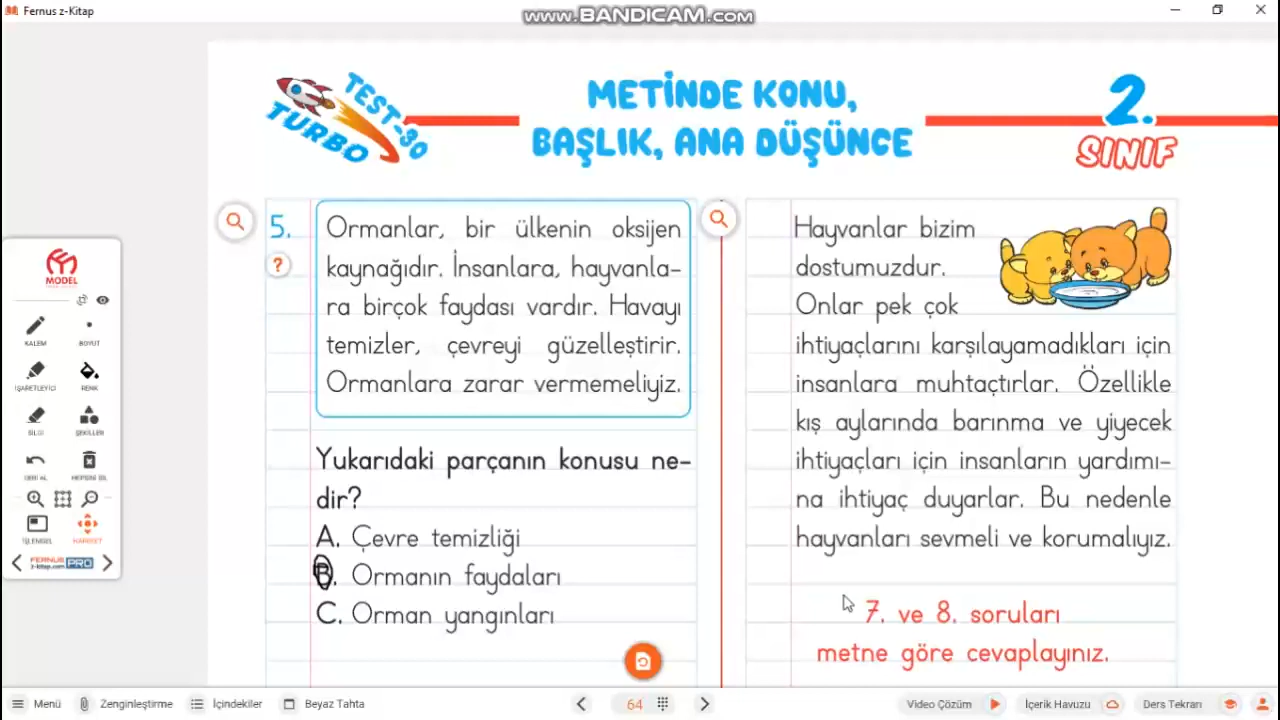 Fernus z-Kitap
www.BANDICAM.com
TEST-30
TURBO
METİNDE KONU,
BAŞLIK, ANA DÜŞÜNCE
2.
SINIF
5.
?
Ormanlar, bir ülkenin oksijen
kaynağıdır. İnsanlara, hayvanla-
ra birçok faydası vardır. Havayı
temizler, çevreyi güzelleştirir.
Ormanlara zarar vermemeliyiz.
Yukarıdaki parçanın konusu ne-
dir?
A. Çevre temizliği
B. Ormanın faydaları
C. Orman yangınları
Hayvanlar bizim
dostumuzdur.
Onlar pek çok
ihtiyaçlarını karşılayamadıkları için
insanlara muhtaçtırlar. Özellikle
kış aylarında barınma ve yiyecek
ihtiyaçları için insanların yardımı-
na ihtiyaç duyarlar. Bu nedenle
hayvanları sevmeli ve korumalıyız.
7. ve 8. soruları
metne göre cevaplayınız.
MODEL
KALEM BOYUT
İŞARETLEYİCİ RENK
SİLGİ ŞEKİLLER
GERİ AL HEPSİNİ SİL
İŞLENGEL HAREKET
FERNUS
z-kitap.com PRO
Menü Zenginleştirme İçindekiler Beyaz Tahta 64 Video Çözüm İçerik Havuzu Ders Tekrarı